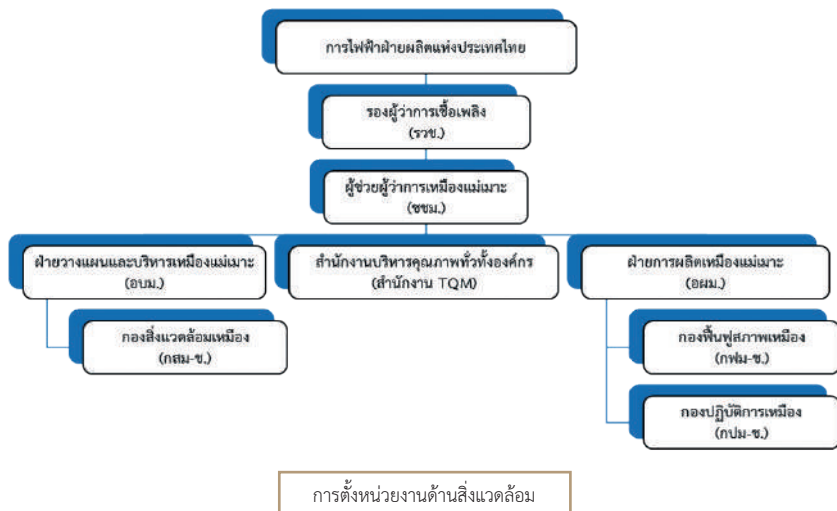 การไฟฟ้าฝ่ายผลิตแห่งประเทศไทย
รองผู้ว่าการเชื้อเพลิง
(รวช.)
ผู้ช่วยผู้ว่าการเหมืองแม่เมาะ
(ชชม.)
ฝ่ายวางแผนและบริหารเหมืองแม่เมาะ
(อบม.)
สำนักงานบริหารคุณภาพทั่วทั้งองค์กร
(สำนักงาน TQM)
ฝ่ายการผลิตเหมืองแม่เมาะ
(อผม.)
กองสิ่งแวดล้อมเหมือง
(กสม-ช.)
กองฟื้นฟูสภาพเหมือง
(กฟม-ช.)
กองปฏิบัติการเหมือง
(กปม-ช.)
การตั้งหน่วยงานด้านสิ่งแวดล้อม